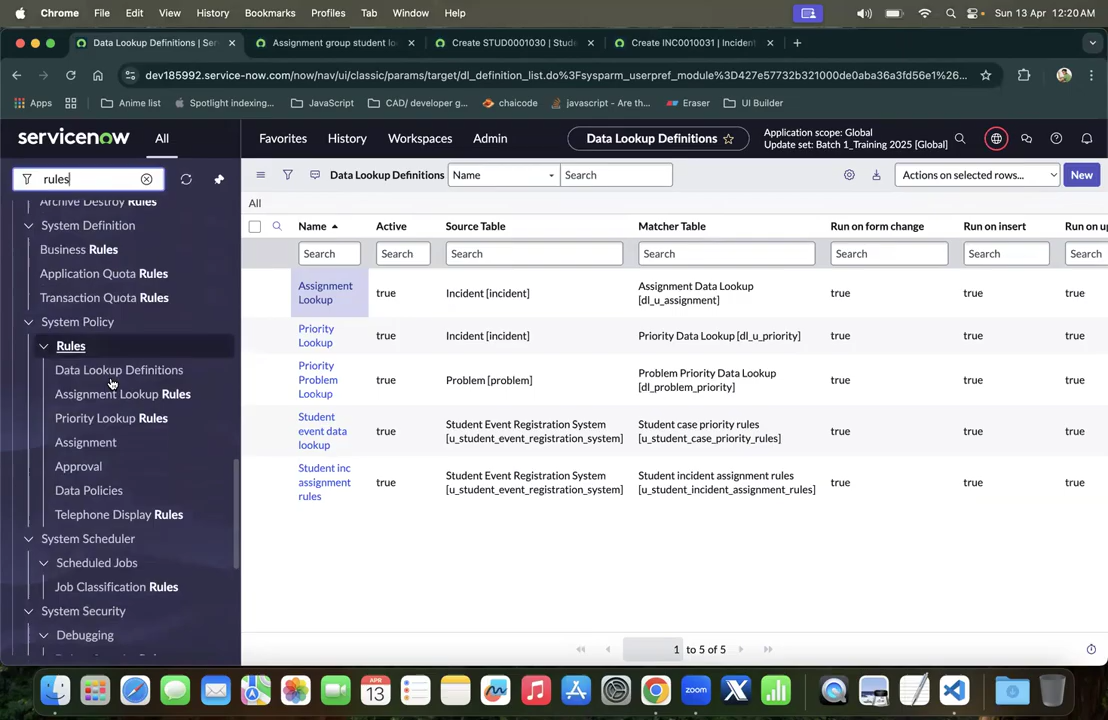 Chrome File Edit View History Bookmarks Profiles Tab Window Help Sun 13 Apr 12:20 AM
Data Lookup Definitions | Ser Assignment group student lo Create STUD0001030 | Stude Create INC0010031 | Incident
dev185992.service-now.com/now/nav/ui/classic/params/target/dl_definition_list.do%3Fsysparm_userpref_module%3D427e57732b321000de0aba36a3fd56e1%26...
Apps Anime list Spotlight indexing... JavaScript CAD/ developer g... chaicode javascript - Are th... Eraser UI Builder
servicenow All Favorites History Workspaces Admin Data Lookup Definitions
Application scope: Global
Update set: Batch 1_Training 2025 [Global]
rules
Data Lookup Definitions Name Search Actions on selected rows... New
All
Name Active Source Table Matcher Table Run on form change Run on insert Run on up
Search Search Search Search Search Search Search
Assignment Lookup true Incident [incident] Assignment Data Lookup [dl_u_assignment] true true true
Priority Lookup true Incident [incident] Priority Data Lookup [dl_u_priority] true true true
Priority Problem Lookup true Problem [problem] Problem Priority Data Lookup [dl_problem_priority] true true true
Student event data lookup true Student Event Registration System [u_student_event_registration_system] Student case priority rules [u_student_case_priority_rules] true true true
Student inc assignment rules true Student Event Registration System [u_student_event_registration_system] Student incident assignment rules [u_student_incident_assignment_rules] true true true
1 to 5 of 5
Archive Destroy Rules
System Definition
Business Rules
Application Quota Rules
Transaction Quota Rules
System Policy
Rules
Data Lookup Definitions
Assignment Lookup Rules
Priority Lookup Rules
Assignment
Approval
Data Policies
Telephone Display Rules
System Scheduler
Scheduled Jobs
Job Classification Rules
System Security
Debugging
APR
13
zoom